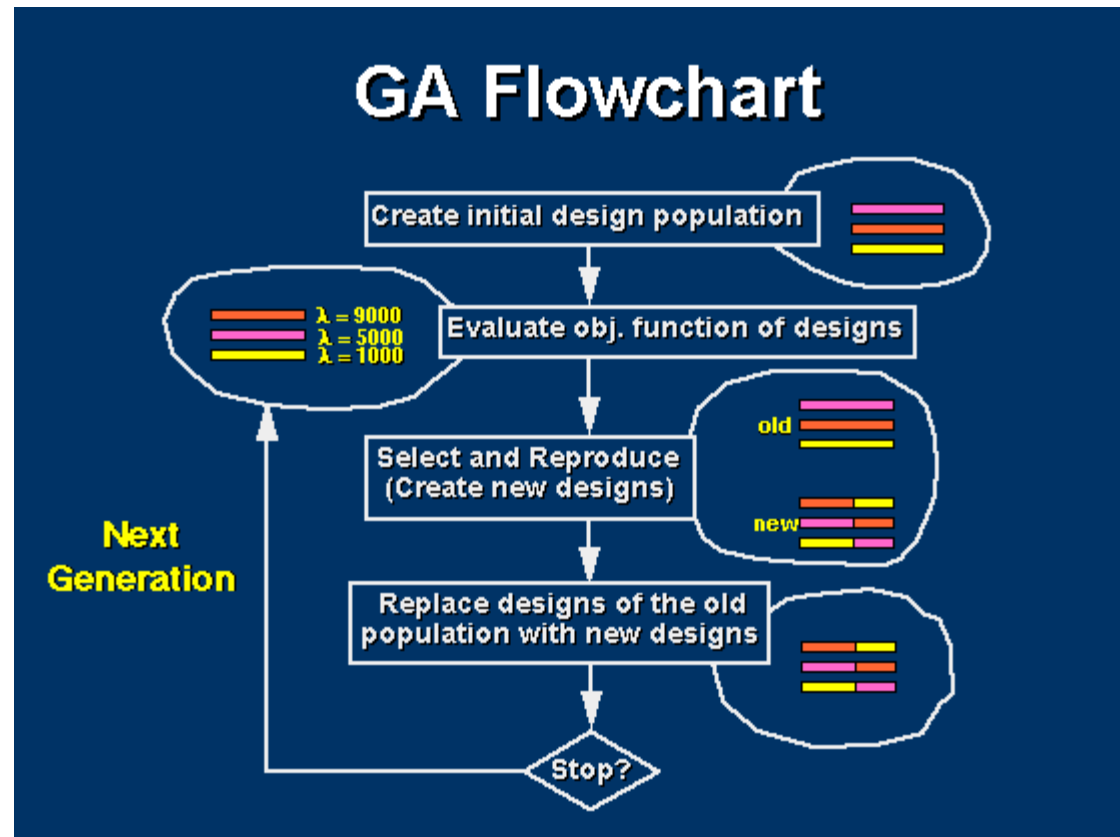 GA Flowchart
Create initial design population
λ = 9000
λ = 5000
λ = 1000
Evaluate obj. function of designs
old
Select and Reproduce
(Create new designs)
new
Next
Generation
Replace designs of the old
population with new designs
Stop?